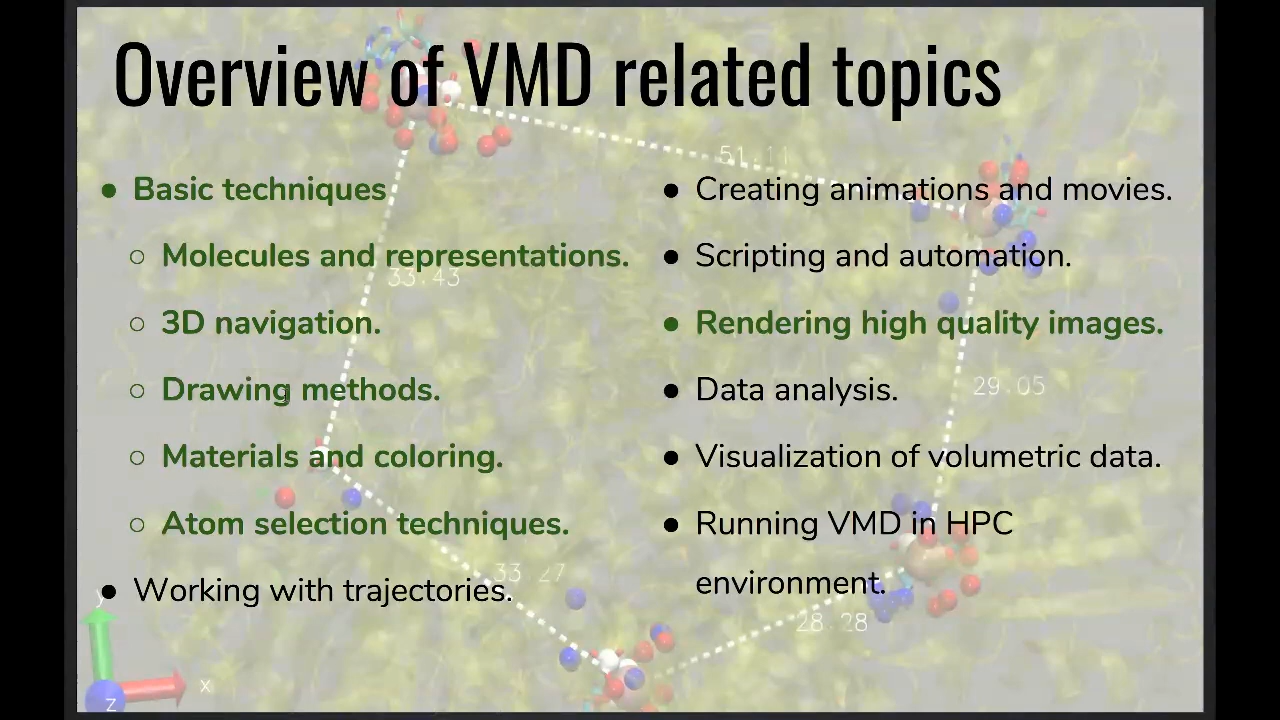 Overview of VMD related topics
● Basic techniques
○ Molecules and representations.
○ 3D navigation.
○ Drawing methods.
○ Materials and coloring.
○ Atom selection techniques.
● Working with trajectories.
● Creating animations and movies.
● Scripting and automation.
● Rendering high quality images.
● Data analysis.
● Visualization of volumetric data.
● Running VMD in HPC
environment.
51.11
33.43
29.05
33.27
28.28
y
x
z